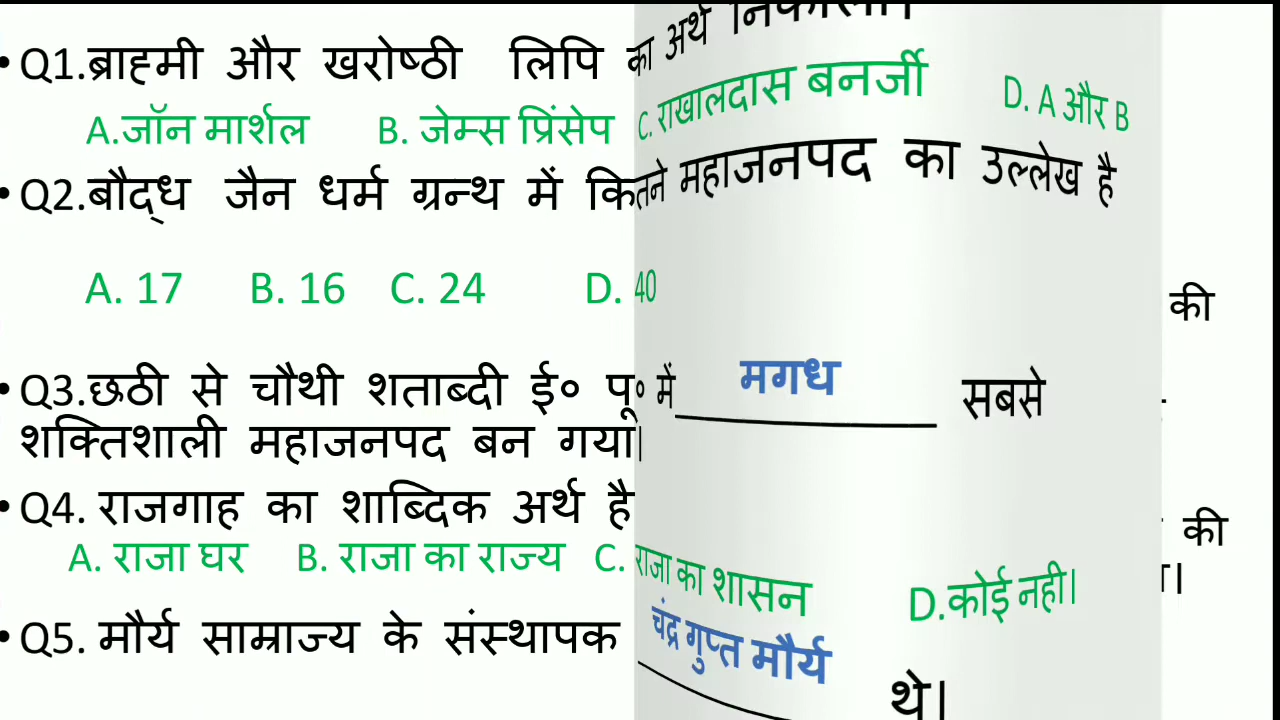 • Q1.ब्राह्मी और खरोष्ठी लिपि का अर्थ निकाला।
A.जॉन मार्शल B. जेम्स प्रिंसेप C. राखालदास बनर्जी D. A और B
• Q2.बौद्ध जैन धर्म ग्रन्थ में कितने महाजनपद का उल्लेख है
A. 17 B. 16 C. 24 D. 40
की
• Q3.छठी से चौथी शताब्दी ई० पू० में मगध सबसे
शक्तिशाली महाजनपद बन गया।
• Q4. राजगाह का शाब्दिक अर्थ है
की
A. राजा घर B. राजा का राज्य C. राजा का शासन D.कोई नही।
• Q5. मौर्य साम्राज्य के संस्थापक चंद्र गुप्त मौर्य थे।